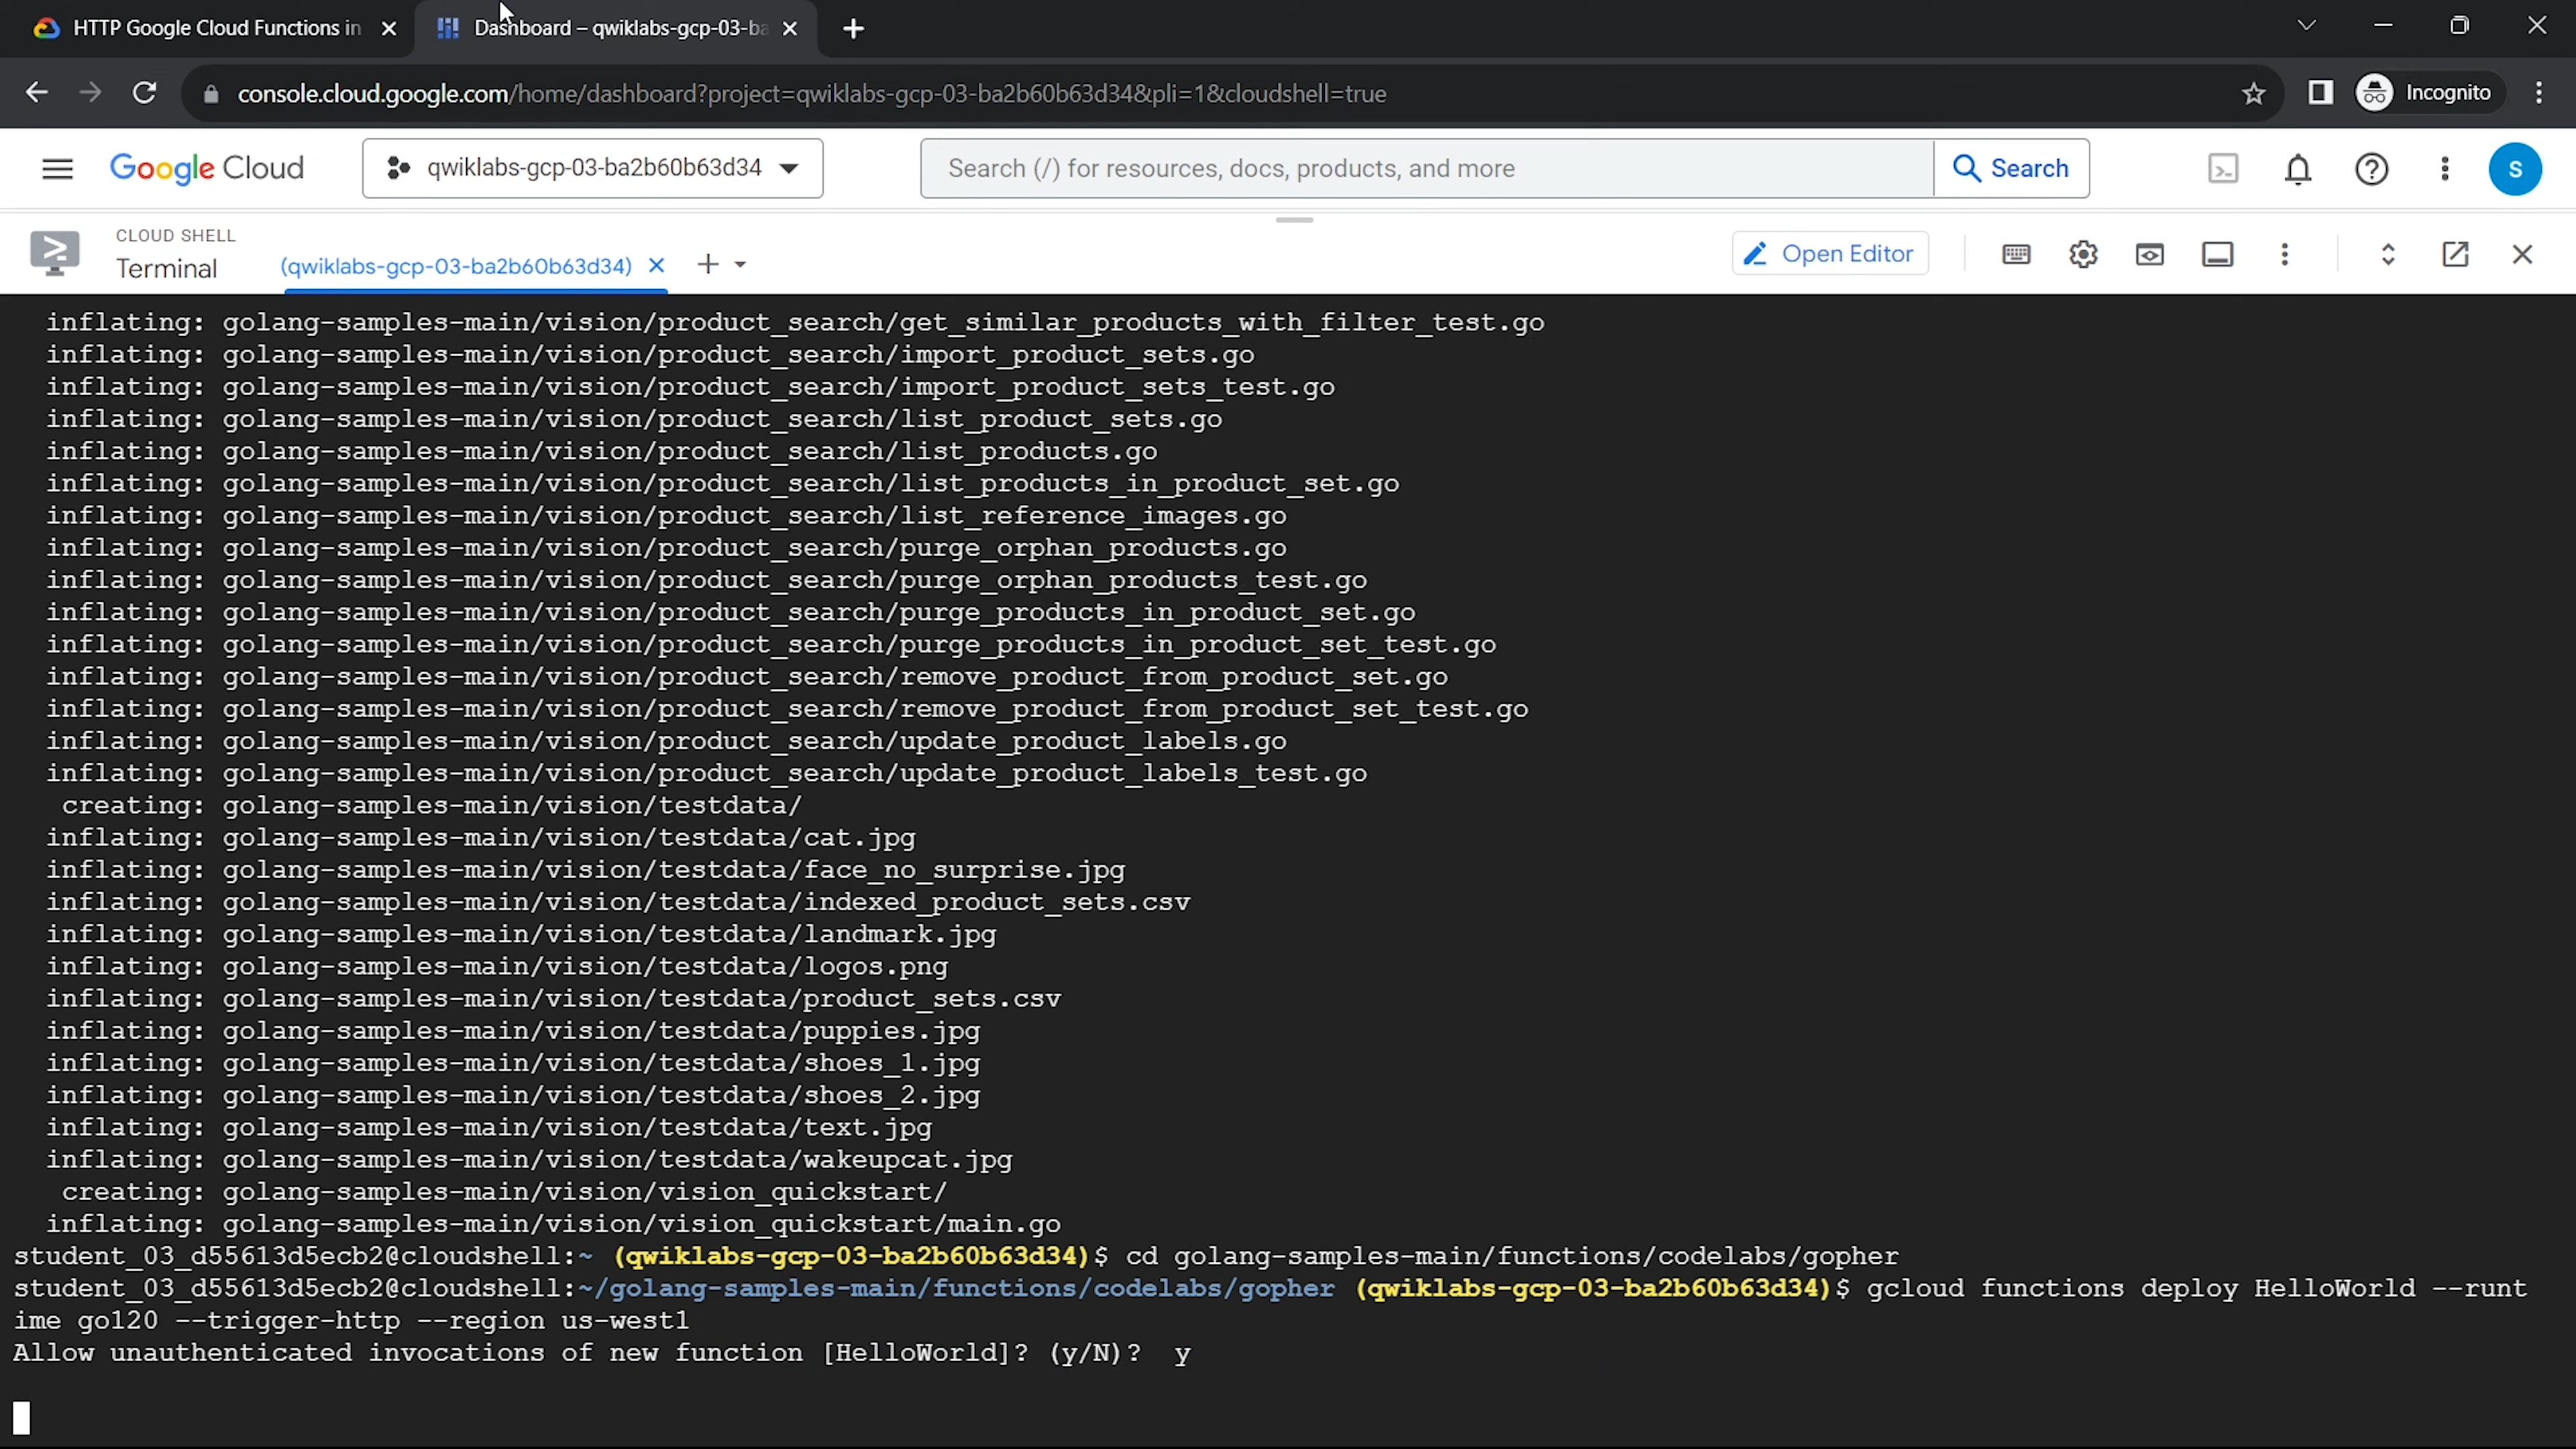 HTTP Google Cloud Functions in
Dashboard – qwiklabs-gcp-03-ba
console.cloud.google.com/home/dashboard?project=qwiklabs-gcp-03-ba2b60b63d34&pli=1&cloudshell=true
Incognito
Google Cloud
qwiklabs-gcp-03-ba2b60b63d34
Search (/) for resources, docs, products, and more
Search
S
CLOUD SHELL
Terminal
(qwiklabs-gcp-03-ba2b60b63d34)
Open Editor
inflating: golang-samples-main/vision/product_search/get_similar_products_with_filter_test.go
inflating: golang-samples-main/vision/product_search/import_product_sets.go
inflating: golang-samples-main/vision/product_search/import_product_sets_test.go
inflating: golang-samples-main/vision/product_search/list_product_sets.go
inflating: golang-samples-main/vision/product_search/list_products.go
inflating: golang-samples-main/vision/product_search/list_products_in_product_set.go
inflating: golang-samples-main/vision/product_search/list_reference_images.go
inflating: golang-samples-main/vision/product_search/purge_orphan_products.go
inflating: golang-samples-main/vision/product_search/purge_orphan_products_test.go
inflating: golang-samples-main/vision/product_search/purge_products_in_product_set.go
inflating: golang-samples-main/vision/product_search/purge_products_in_product_set_test.go
inflating: golang-samples-main/vision/product_search/remove_product_from_product_set.go
inflating: golang-samples-main/vision/product_search/remove_product_from_product_set_test.go
inflating: golang-samples-main/vision/product_search/update_product_labels.go
inflating: golang-samples-main/vision/product_search/update_product_labels_test.go
creating: golang-samples-main/vision/testdata/
inflating: golang-samples-main/vision/testdata/cat.jpg
inflating: golang-samples-main/vision/testdata/face_no_surprise.jpg
inflating: golang-samples-main/vision/testdata/indexed_product_sets.csv
inflating: golang-samples-main/vision/testdata/landmark.jpg
inflating: golang-samples-main/vision/testdata/logos.png
inflating: golang-samples-main/vision/testdata/product_sets.csv
inflating: golang-samples-main/vision/testdata/puppies.jpg
inflating: golang-samples-main/vision/testdata/shoes_1.jpg
inflating: golang-samples-main/vision/testdata/shoes_2.jpg
inflating: golang-samples-main/vision/testdata/text.jpg
inflating: golang-samples-main/vision/testdata/wakeupcat.jpg
creating: golang-samples-main/vision/vision_quickstart/
inflating: golang-samples-main/vision/vision_quickstart/main.go
student_03_d55613d5ecb2@cloudshell:~ (qwiklabs-gcp-03-ba2b60b63d34)$ cd golang-samples-main/functions/codelabs/gopher
student_03_d55613d5ecb2@cloudshell:~/golang-samples-main/functions/codelabs/gopher (qwiklabs-gcp-03-ba2b60b63d34)$ gcloud functions deploy HelloWorld --runt
ime go120 --trigger-http --region us-west1
Allow unauthenticated invocations of new function [HelloWorld]? (y/N)?  y